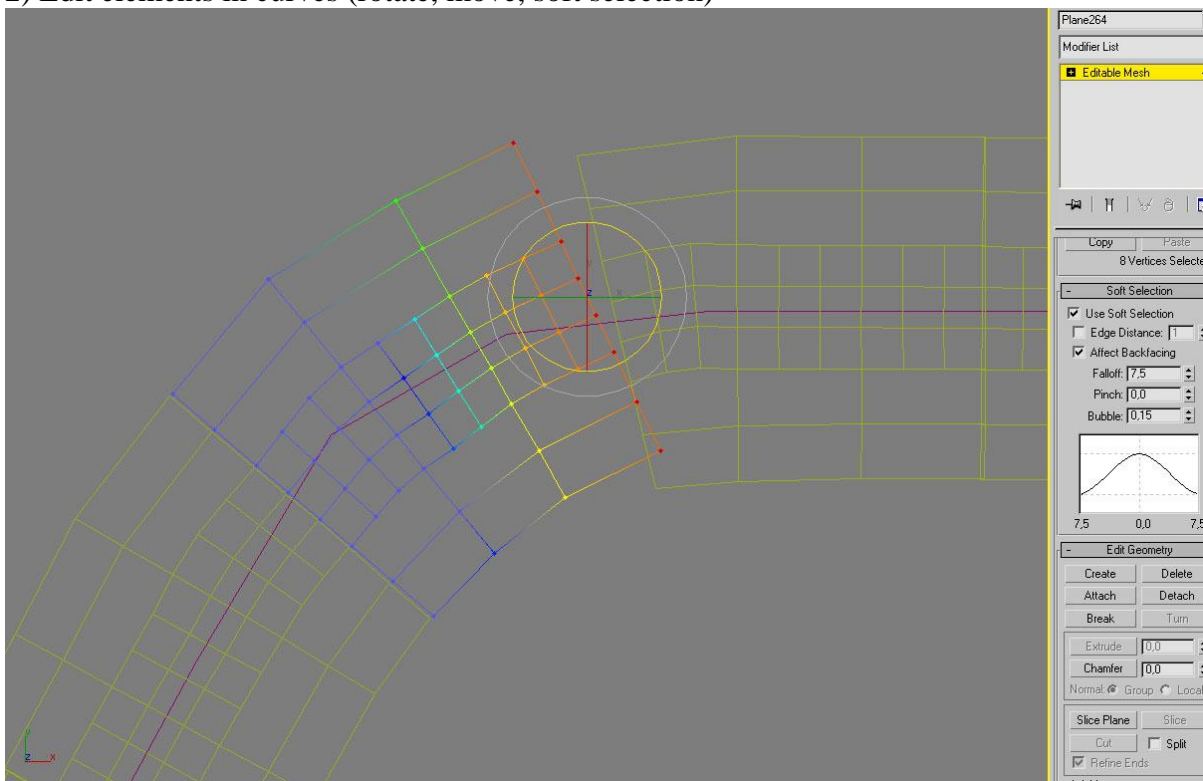 2) Edit elements in curves (rotate, move, soft selection)
Plane264
Modifier List
Editable Mesh
Copy Paste
8 Vertices Selecte
- Soft Selection
Use Soft Selection
Edge Distance: 1
Affect Backfacing
Falloff: 7,5
Pinch: 0,0
Bubble: 0,15
7,5 0,0 7,5
- Edit Geometry
Create Delete
Attach Detach
Break Turn
Extrude 0,0
Chamfer 0,0
Normal: Group Local
Slice Plane Slice
Cut Split
Refine Ends
y
z x
z x